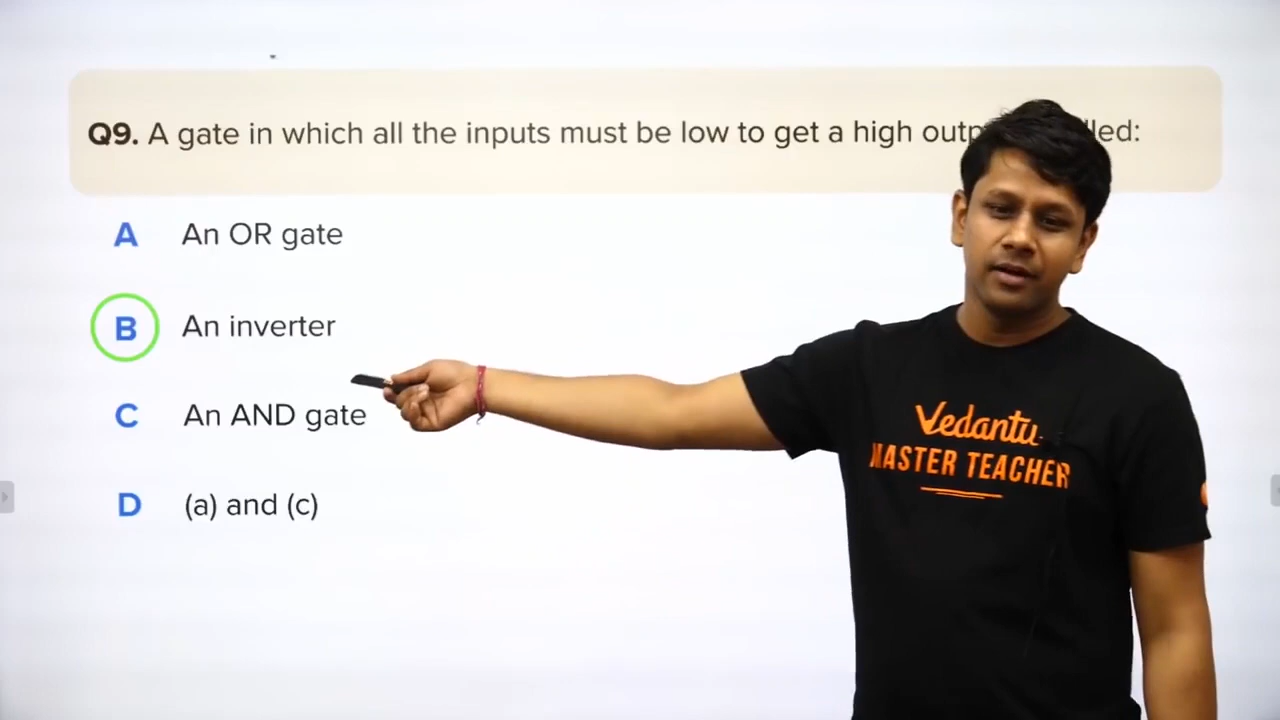 Q9. A gate in which all the inputs must be low to get a high outp lled:
A An OR gate
B An inverter
C An AND gate
D (a) and (c)
Vedantu
MASTER TEACHER